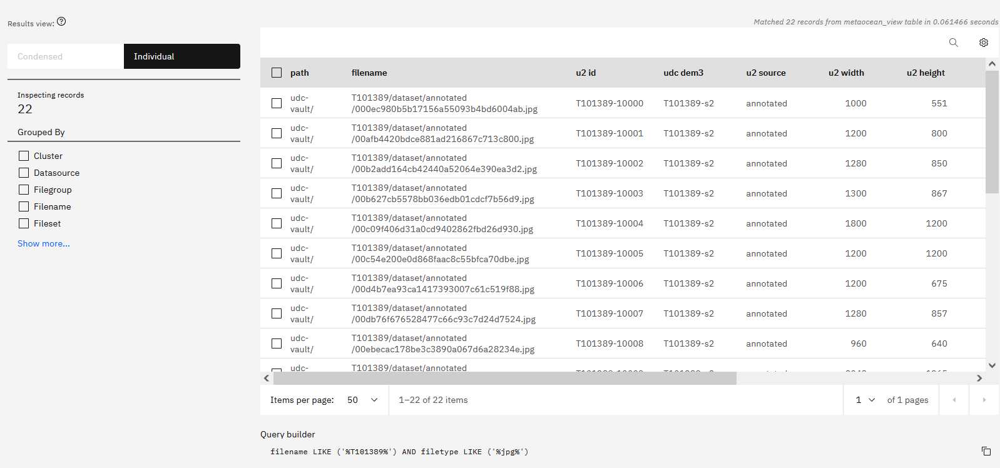 Results view:
Matched 22 records from metaocean_view table in 0.061466 seconds
Condensed
Individual
Inspecting records
22
Grouped By
Cluster
Datasource
Filegroup
Filename
Fileset
Show more...
path filename u2 id udc dem3 u2 source u2 width u2 height
udc- T101389/dataset/annotated
vault/ /000ec980b5b17156a55093b4bd6004ab.jpg T101389-10000 T101389-s2 annotated 1000 551
udc- T101389/dataset/annotated
vault/ /00afb4420bdce881ad216867c713c800.jpg T101389-10001 T101389-s2 annotated 1200 800
udc- T101389/dataset/annotated
vault/ /00b2add164cb42440a52064e390ea3d2.jpg T101389-10002 T101389-s2 annotated 1280 850
udc- T101389/dataset/annotated
vault/ /00b627cb5578bb036edb01cdcf7b56d9.jpg T101389-10003 T101389-s2 annotated 1300 867
udc- T101389/dataset/annotated
vault/ /00c09f406d31a0cd9402862fbd26d930.jpg T101389-10004 T101389-s2 annotated 1800 1200
udc- T101389/dataset/annotated
vault/ /00c54e200e0d868faac8c55bfca70dbe.jpg T101389-10005 T101389-s2 annotated 1200 1200
udc- T101389/dataset/annotated
vault/ /00d4b7ea93ca1417393007c61c519f88.jpg T101389-10006 T101389-s2 annotated 1200 675
udc- T101389/dataset/annotated
vault/ /00db76f676528477c66c93c7d24d7524.jpg T101389-10007 T101389-s2 annotated 1280 857
udc- T101389/dataset/annotated
vault/ /00ebecac178be3c3890a067d6a28234e.jpg T101389-10008 T101389-s2 annotated 960 640
udc- T101389/dataset/annotated
Items per page: 50 1–22 of 22 items 1 of 1 pages
Query builder
filename LIKE ('%T101389%') AND filetype LIKE ('%jpg%')